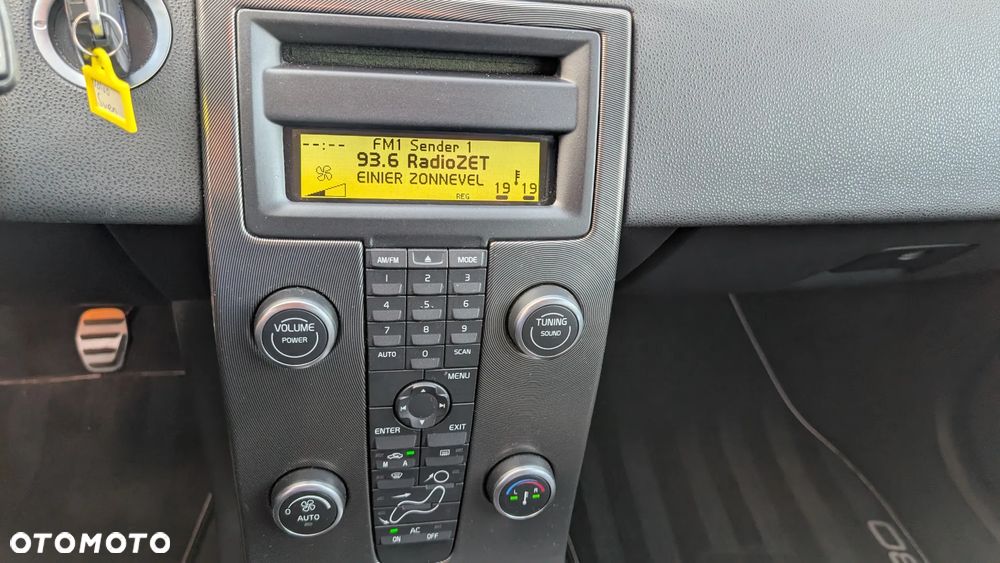 --:-- FM1 Sender 1
93.6 RadioZET
EINIER ZONNEVEL
REG 19 19
AM/FM MODE
1 2 3
4 5 6
7 8 9
AUTO 0 SCAN
VOLUME
POWER
TUNING
SOUND
MENU
ENTER EXIT
M A
0 AUTO
L R
AC
ON OFF
OTOMOTO